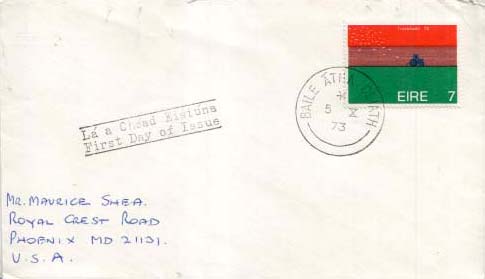 ÉIRE 7
BAILE ÁTHA CLIATH
5 X
73
Lá a Chéad Eisiúna
First Day of Issue
MR. MAURICE SHEA.
ROYAL CREST ROAD
PHOENIX MD 21131.
U.S.A.